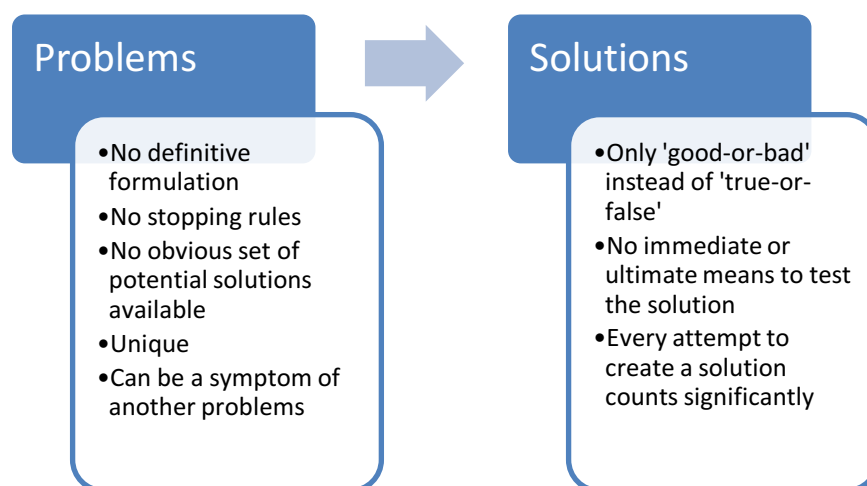 Problems
•No definitive
formulation
•No stopping rules
•No obvious set of
potential solutions
available
•Unique
•Can be a symptom of
another problems
Solutions
•Only 'good-or-bad'
instead of 'true-or-
false'
•No immediate or
ultimate means to test
the solution
•Every attempt to
create a solution
counts significantly